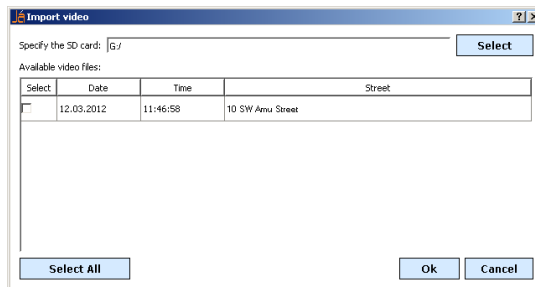 Import video
Specify the SD card: G:/ Select
Available video files:
Select Date Time Street
12.03.2012 11:46:58 10 SW Amu Street
Select All Ok Cancel